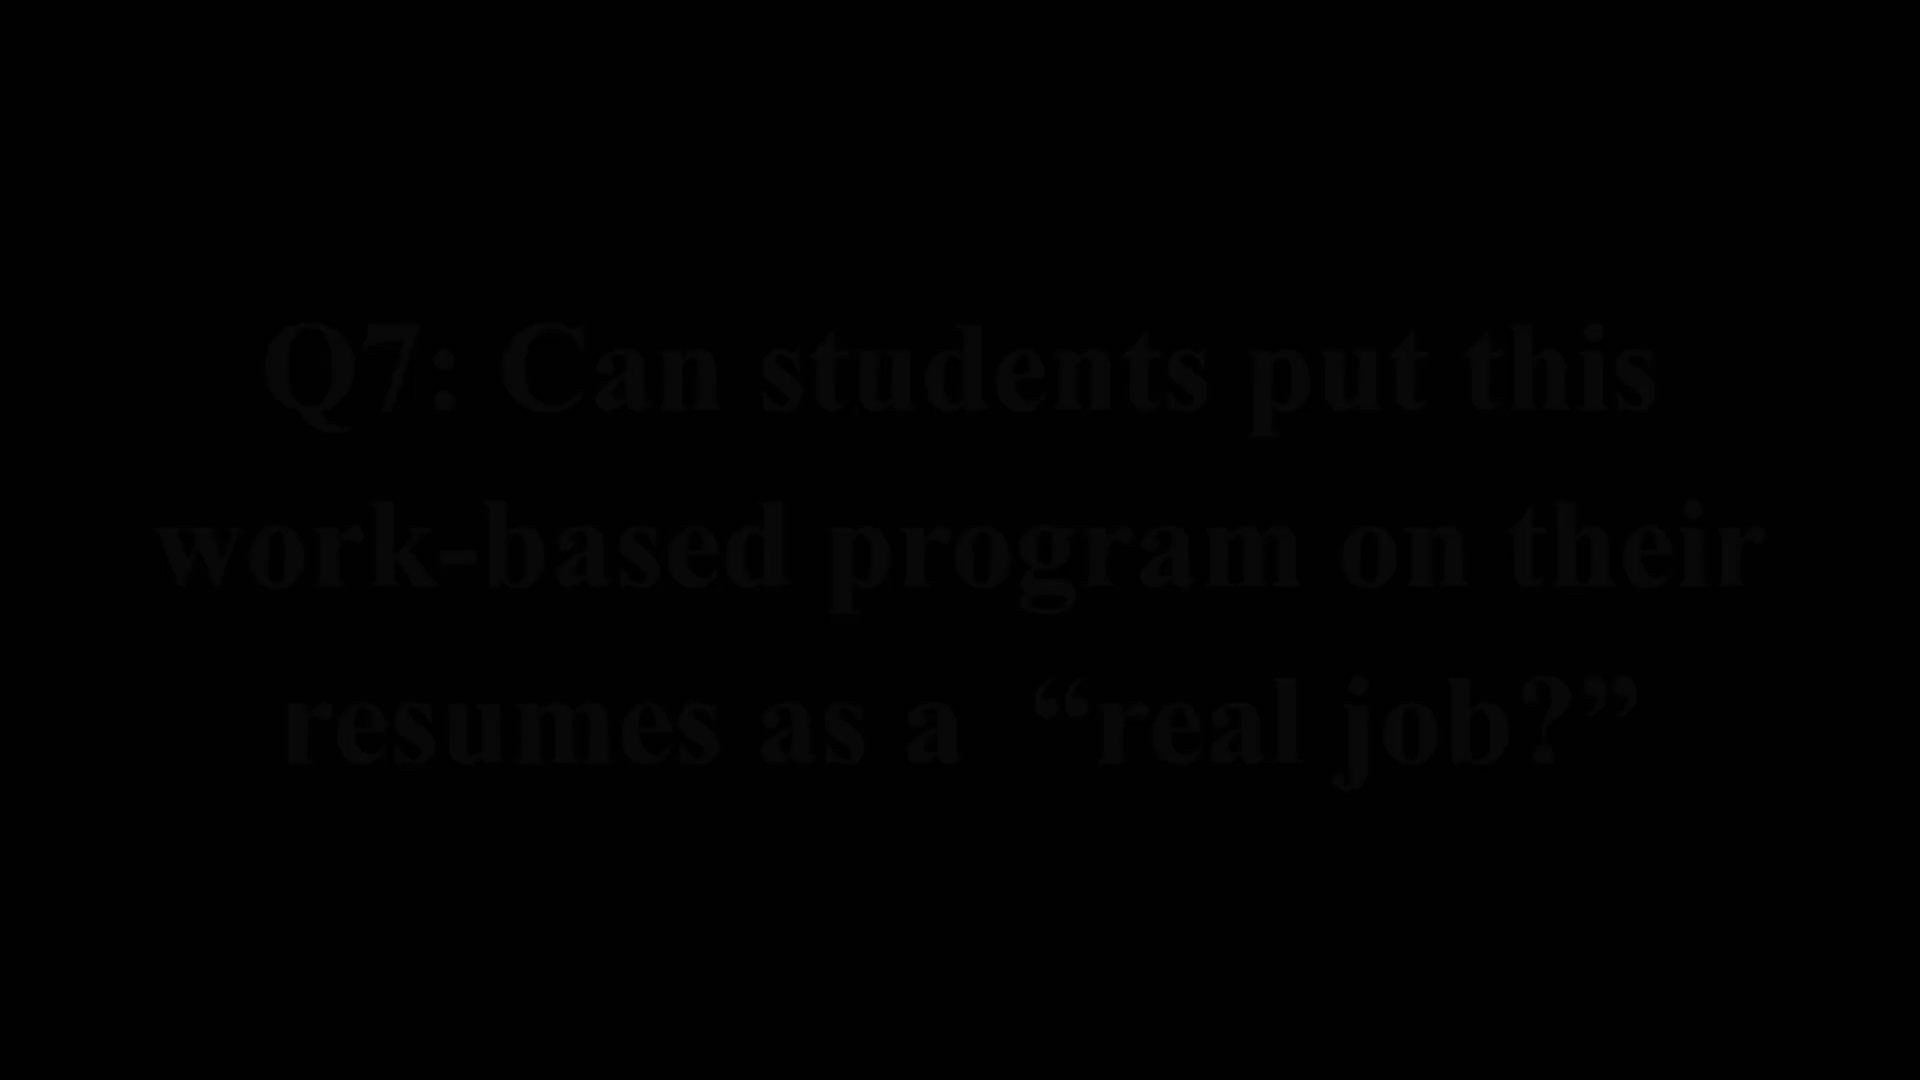 Q7: Can students put this
work-based program on their
resumes as a “real job?”